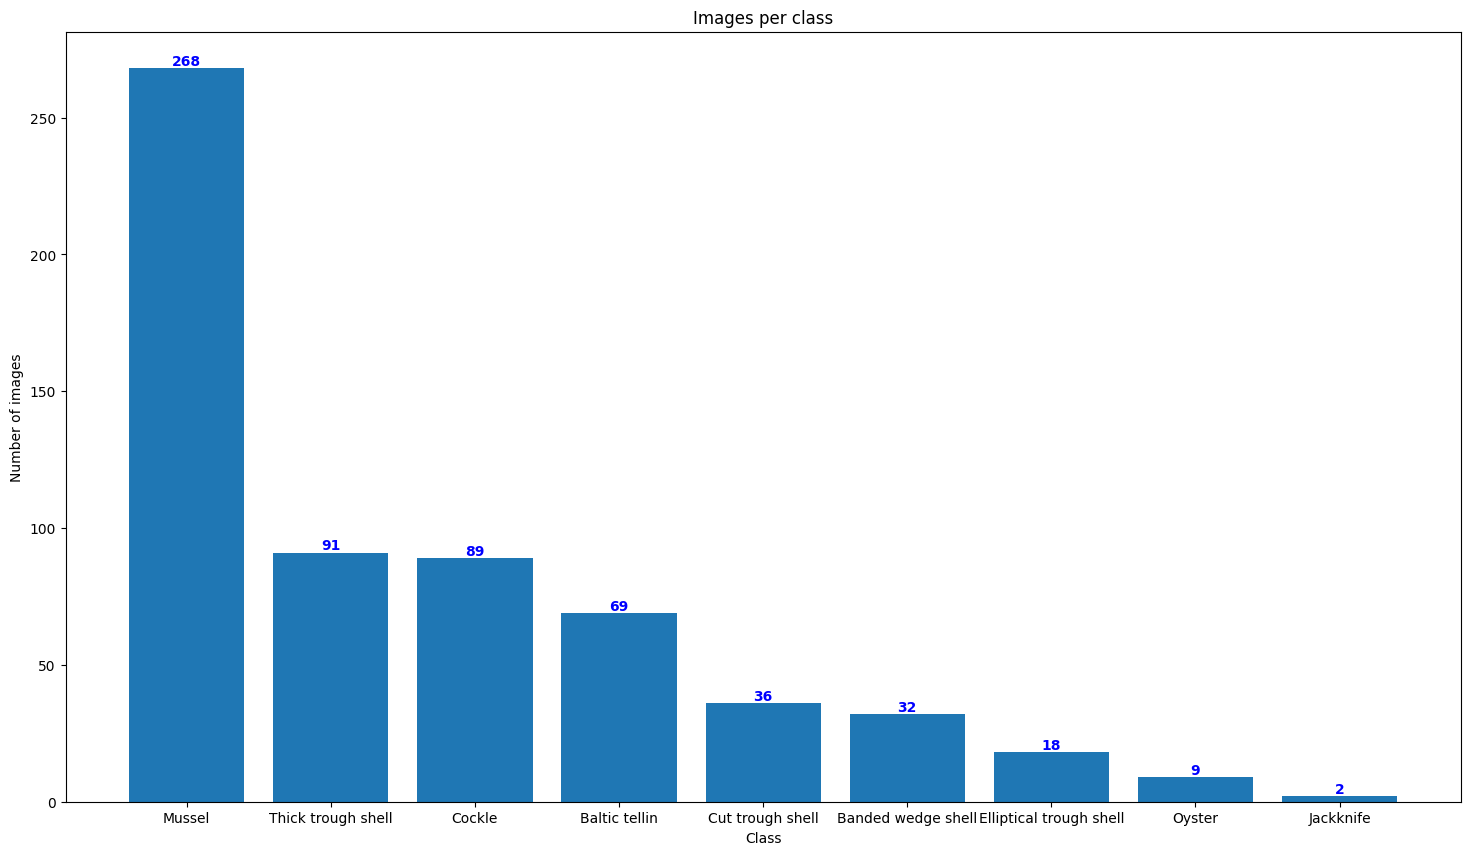 Images per class
268
250
200
150
100
50
0
91
89
69
36
32
18
9
2
Number of images
Mussel
Thick trough shell
Cockle
Baltic tellin
Cut trough shell
Banded wedge shell
Elliptical trough shell
Oyster
Jackknife
Class